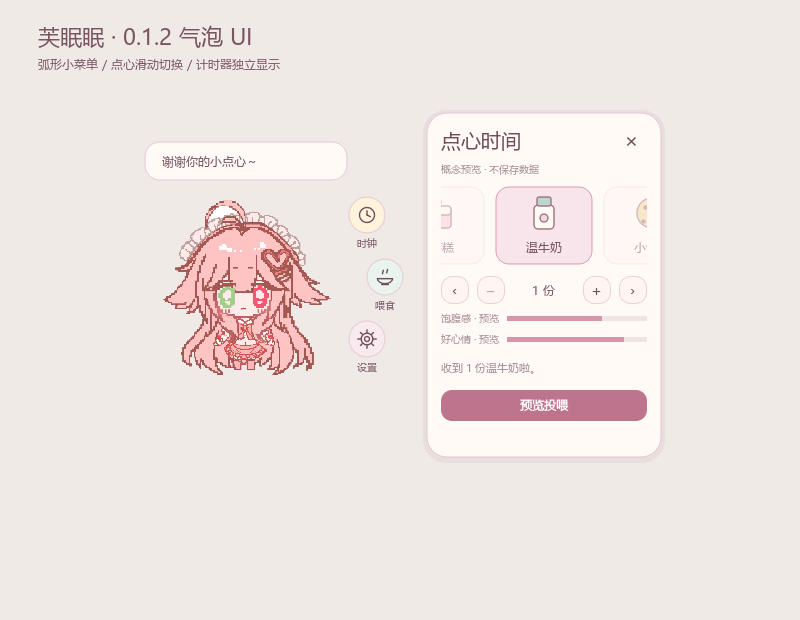 芙眠眠 · 0.1.2 气泡 UI
弧形小菜单 / 点心滑动切换 / 计时器独立显示
谢谢你的小点心～
时钟
喂食
设置
点心时间
×
概念预览 · 不保存数据
糕
温牛奶
小
‹
−
1 份
+
›
饱腹感 · 预览
好心情 · 预览
收到 1 份温牛奶啦。
预览投喂